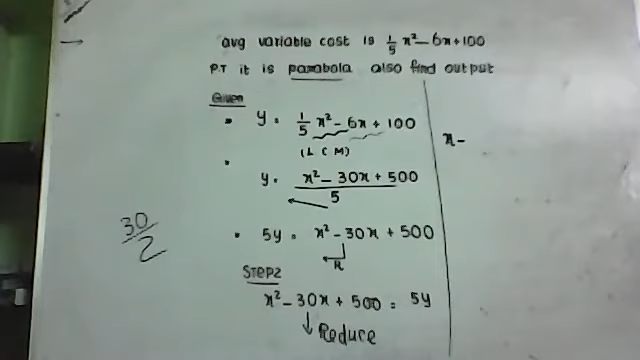 avg variable cost is 1/5 x² - 6x + 100
P.T it is parabola also find output
Given
• y = 1/5 x² - 6x + 100
(LCM)
• y = x² - 30x + 500 / 5
• 5y = x² - 30x + 500
x
STEP2
x² - 30x + 500 = 5y
↓ Reduce
x -
30/2